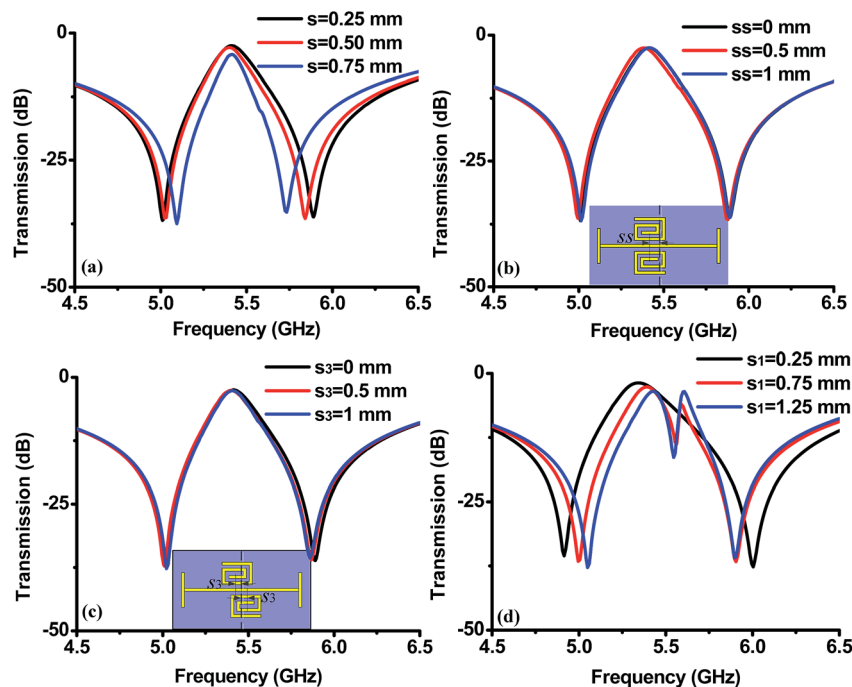 s=0.25 mm
s=0.50 mm
s=0.75 mm
0
-25
-50
Transmission (dB)
(a)
4.5 5.0 5.5 6.0 6.5
Frequency (GHz)
ss=0 mm
ss=0.5 mm
ss=1 mm
0
-25
-50
Transmission (dB)
ss
(b)
4.5 5.0 5.5 6.0 6.5
Frequency (GHz)
s3=0 mm
s3=0.5 mm
s3=1 mm
0
-25
-50
Transmission (dB)
s3
s3
(c)
4.5 5.0 5.5 6.0 6.5
Frequency (GHz)
s1=0.25 mm
s1=0.75 mm
s1=1.25 mm
0
-25
-50
Transmission (dB)
(d)
4.5 5.0 5.5 6.0 6.5
Frequency (GHz)